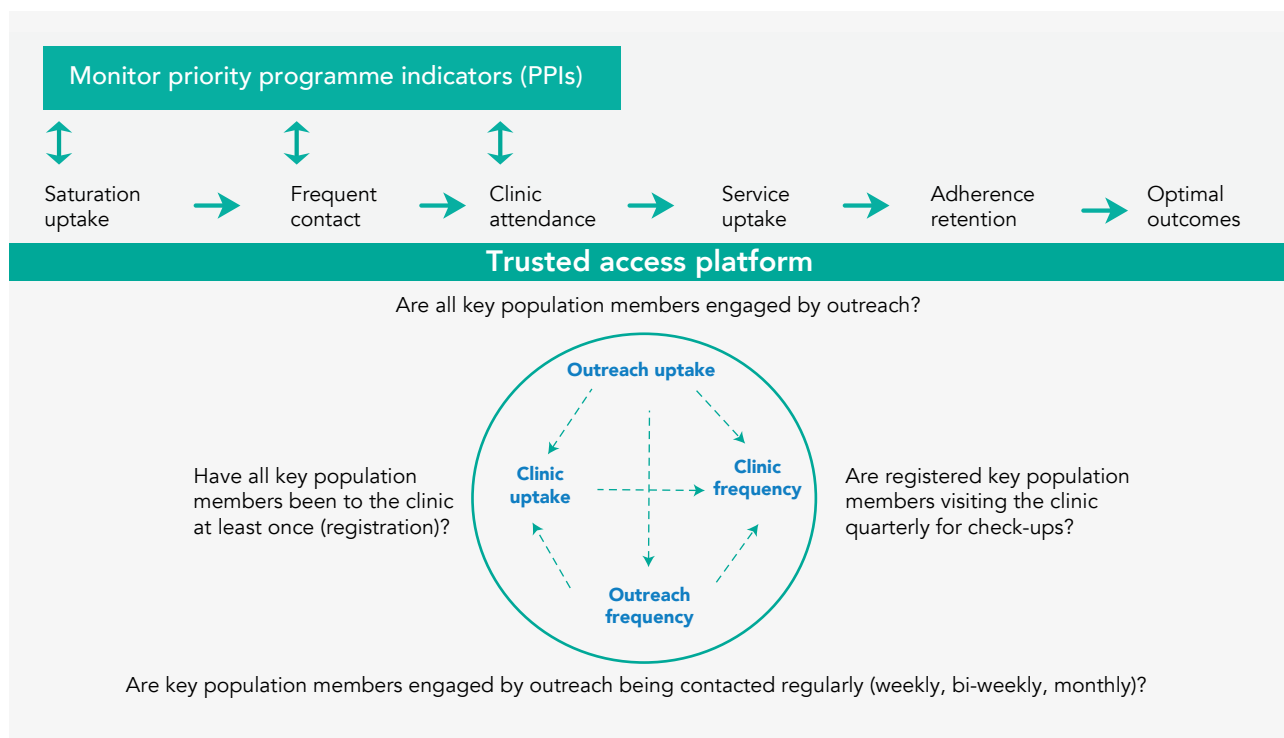 Monitor priority programme indicators (PPIs)
Saturation
uptake
Frequent
contact
Clinic
attendance
Service
uptake
Adherence
retention
Optimal
outcomes
Trusted access platform
Are all key population members engaged by outreach?
Outreach uptake
Have all key population
members been to the clinic
at least once (registration)?
Clinic
uptake
Clinic
frequency
Are registered key population
members visiting the clinic
quarterly for check-ups?
Outreach
frequency
Are key population members engaged by outreach being contacted regularly (weekly, bi-weekly, monthly)?